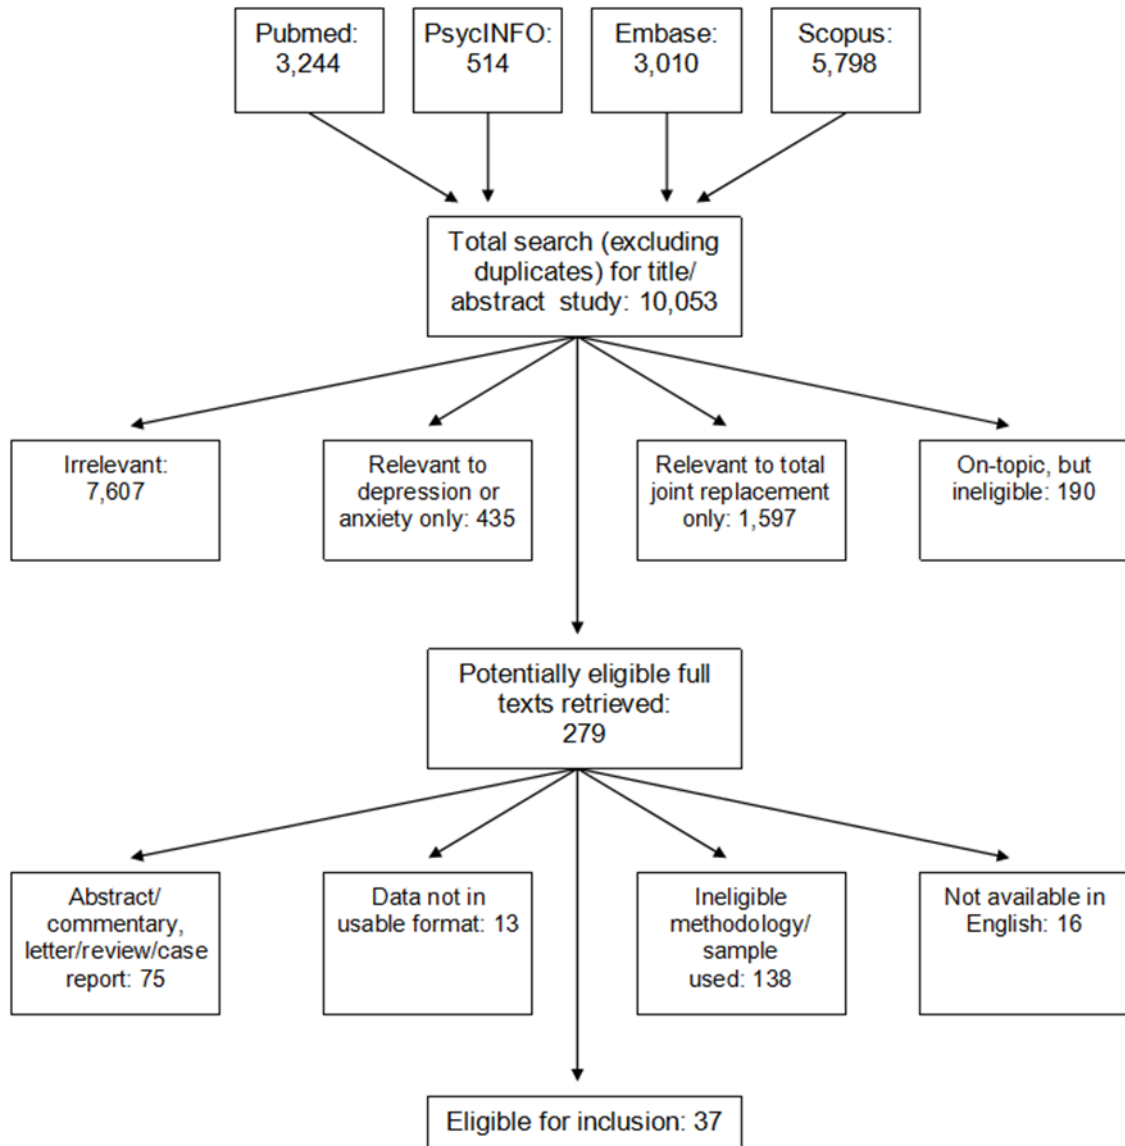 Pubmed:
3,244
PsycINFO:
514
Embase:
3,010
Scopus:
5,798
Total search (excluding
duplicates) for title/
abstract study: 10,053
Irrelevant:
7,607
Relevant to
depression or
anxiety only: 435
Relevant to total
joint replacement
only: 1,597
On-topic, but
ineligible: 190
Potentially eligible full
texts retrieved:
279
Abstract/
commentary,
letter/review/case
report: 75
Data not in
usable format: 13
Ineligible
methodology/
sample
used: 138
Not available in
English: 16
Eligible for inclusion: 37